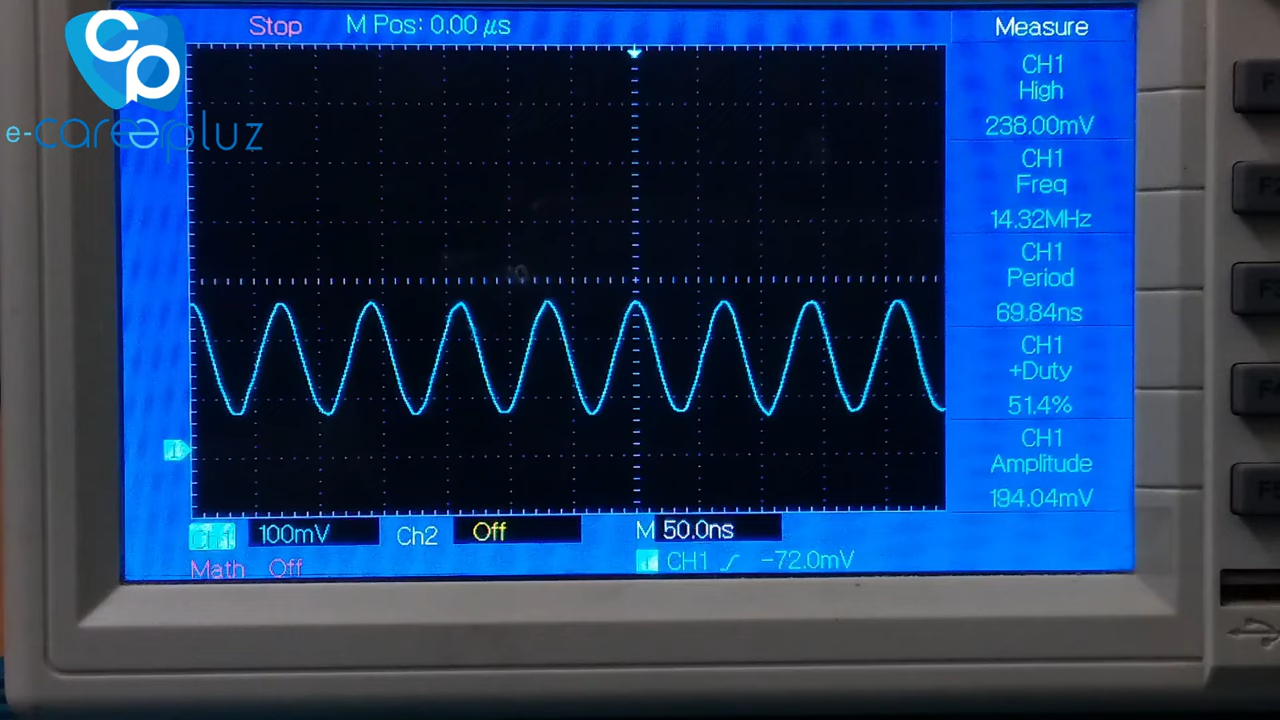 Stop M Pos: 0.00 µs
Measure
CP
e-careerpluz
CH1
High
238.00mV
CH1
Freq
14.32MHz
CH1
Period
69.84ns
CH1
+Duty
51.4%
CH1
Amplitude
194.04mV
1
CH1 100mV Ch2 Off M 50.0ns
Math Off CH1 -72.0mV